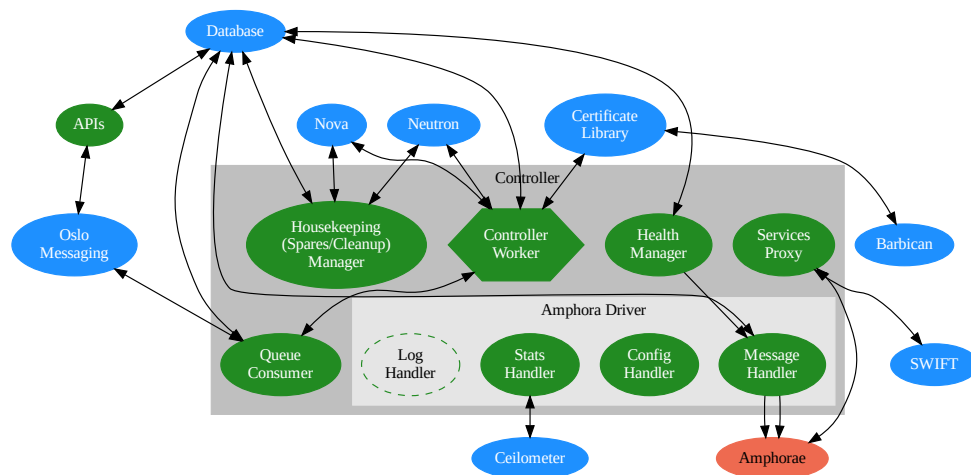 Database
APIs
Nova
Neutron
Certificate
Library
Controller
Oslo
Messaging
Housekeeping
(Spares/Cleanup)
Manager
Controller
Worker
Health
Manager
Services
Proxy
Barbican
Amphora Driver
Queue
Consumer
Log
Handler
Stats
Handler
Config
Handler
Message
Handler
SWIFT
Ceilometer
Amphorae